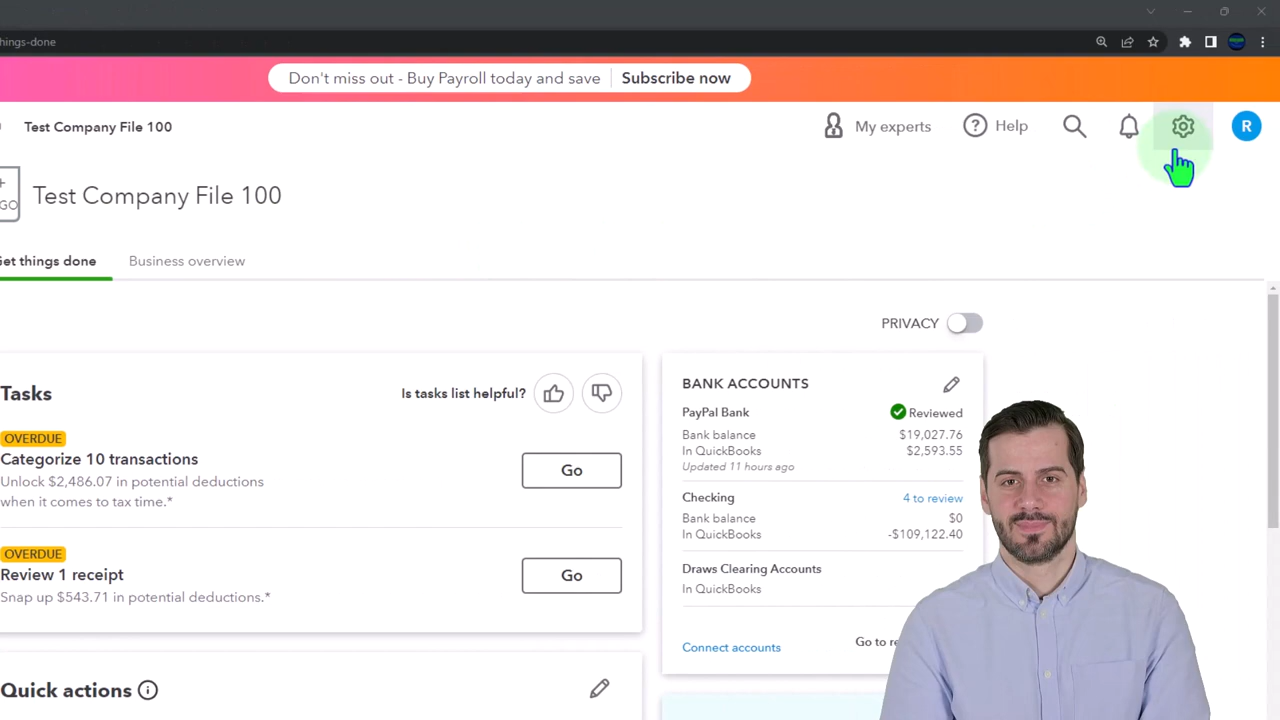 things-done
Don't miss out - Buy Payroll today and save
Subscribe now
Test Company File 100
My experts
Help
R
GO
Test Company File 100
Get things done
Business overview
PRIVACY
Tasks
Is tasks list helpful?
OVERDUE
Categorize 10 transactions
Unlock $2,486.07 in potential deductions
when it comes to tax time.*
Go
OVERDUE
Review 1 receipt
Snap up $543.71 in potential deductions.*
Go
Quick actions
BANK ACCOUNTS
PayPal Bank
Reviewed
Bank balance $19,027.76
In QuickBooks $2,593.55
Updated 11 hours ago
Checking
4 to review
Bank balance $0
In QuickBooks -$109,122.40
Draws Clearing Accounts
In QuickBooks
Connect accounts
Go to re